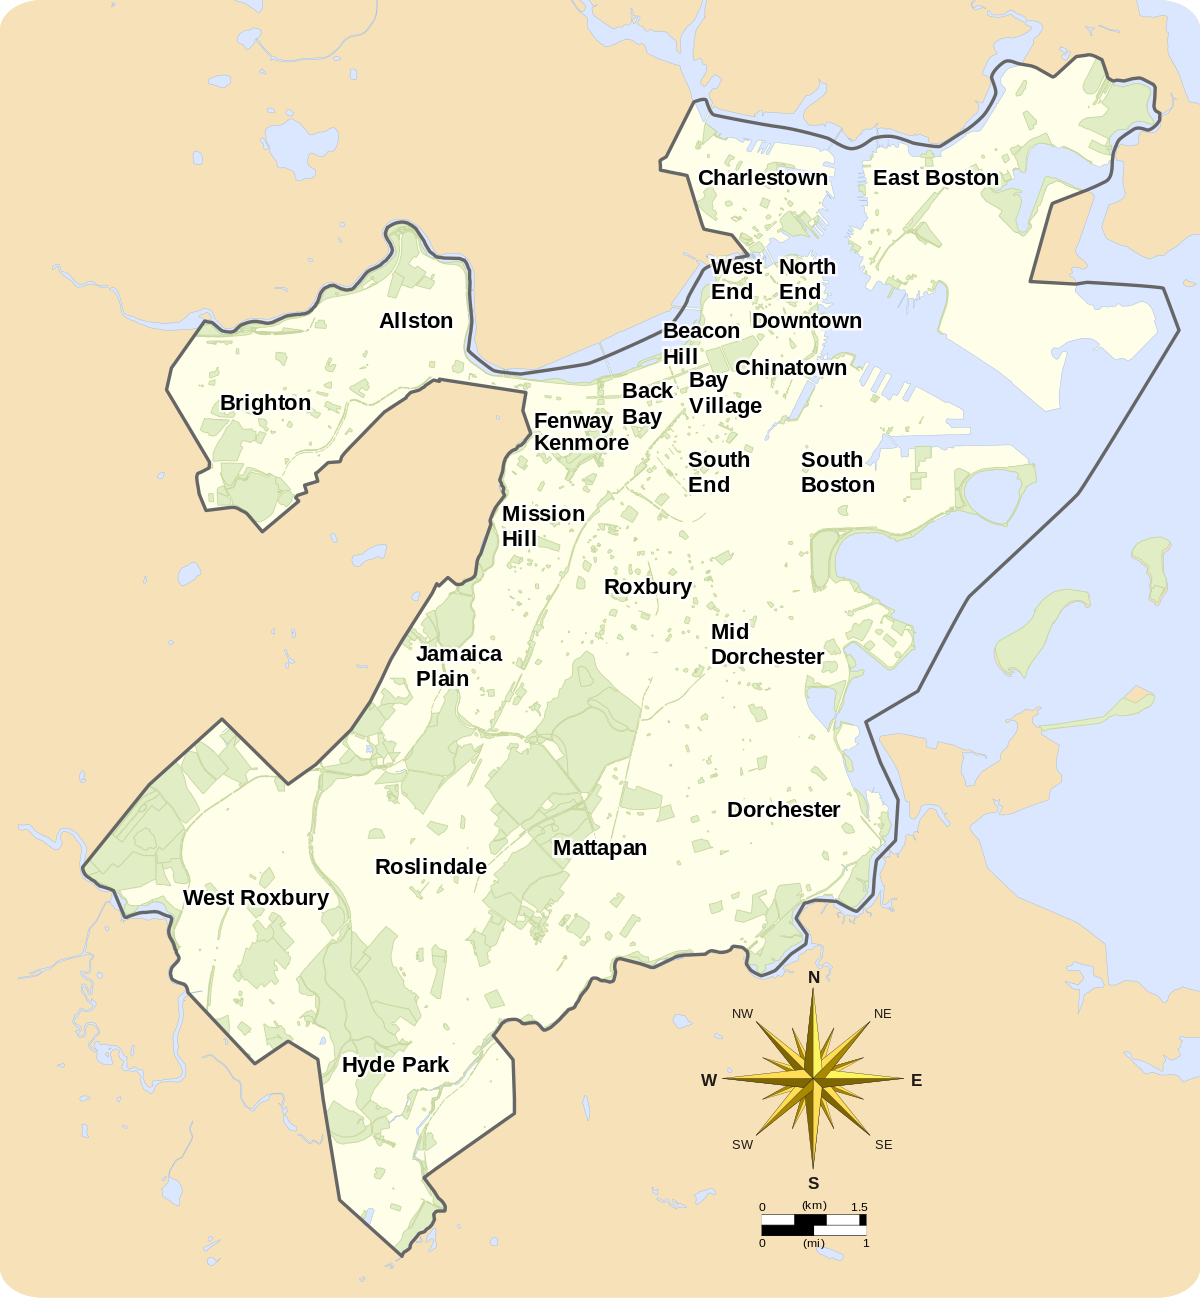 Charlestown
East Boston
West
End
North
End
Allston
Beacon
Hill
Downtown
Chinatown
Back
Bay
Bay
Village
Brighton
Fenway
Kenmore
South
End
South
Boston
Mission
Hill
Roxbury
Mid
Dorchester
Jamaica
Plain
Dorchester
Mattapan
Roslindale
West Roxbury
Hyde Park
N
NW
NE
W
E
SW
SE
S
0 (km) 1.5
0 (mi) 1